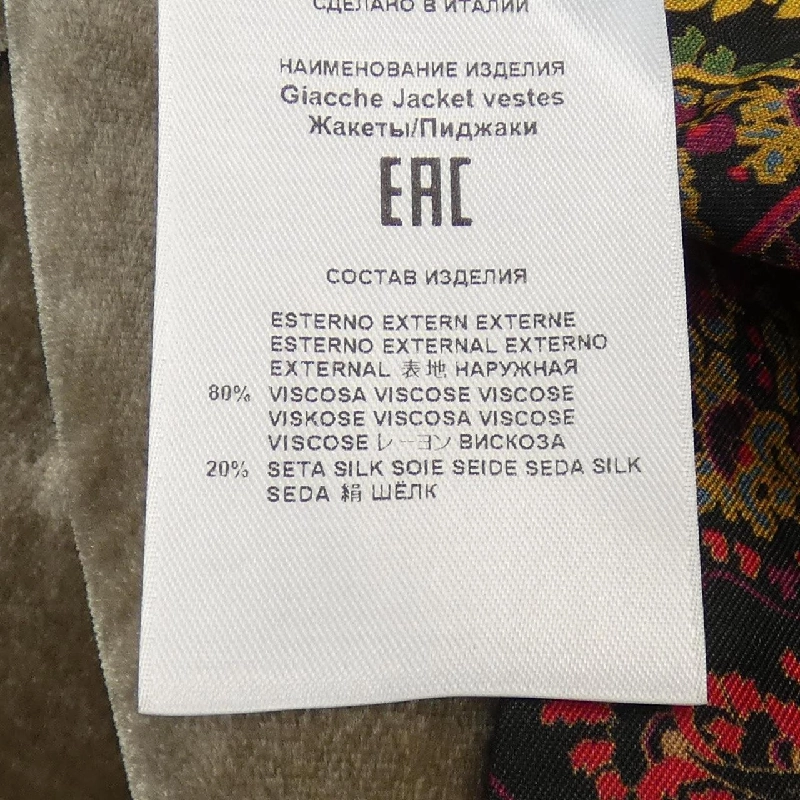 СДЕЛАНО В ИТАЛИИ
НАИМЕНОВАНИЕ ИЗДЕЛИЯ
Giacche Jacket vestes
Жакеты/Пиджаки
EAC
СОСТАВ ИЗДЕЛИЯ
ESTERNO EXTERN EXTERNE
ESTERNO EXTERNAL EXTERNO
EXTERNAL 表地 НАРУЖНАЯ
80% VISCOSA VISCOSE VISCOSE
VISKOSE VISCOSA VISCOSE
VISCOSE レーヨン ВИСКОЗА
20% SETA SILK SOIE SEIDE SEDA SILK
SEDA 絹 ШЁЛК